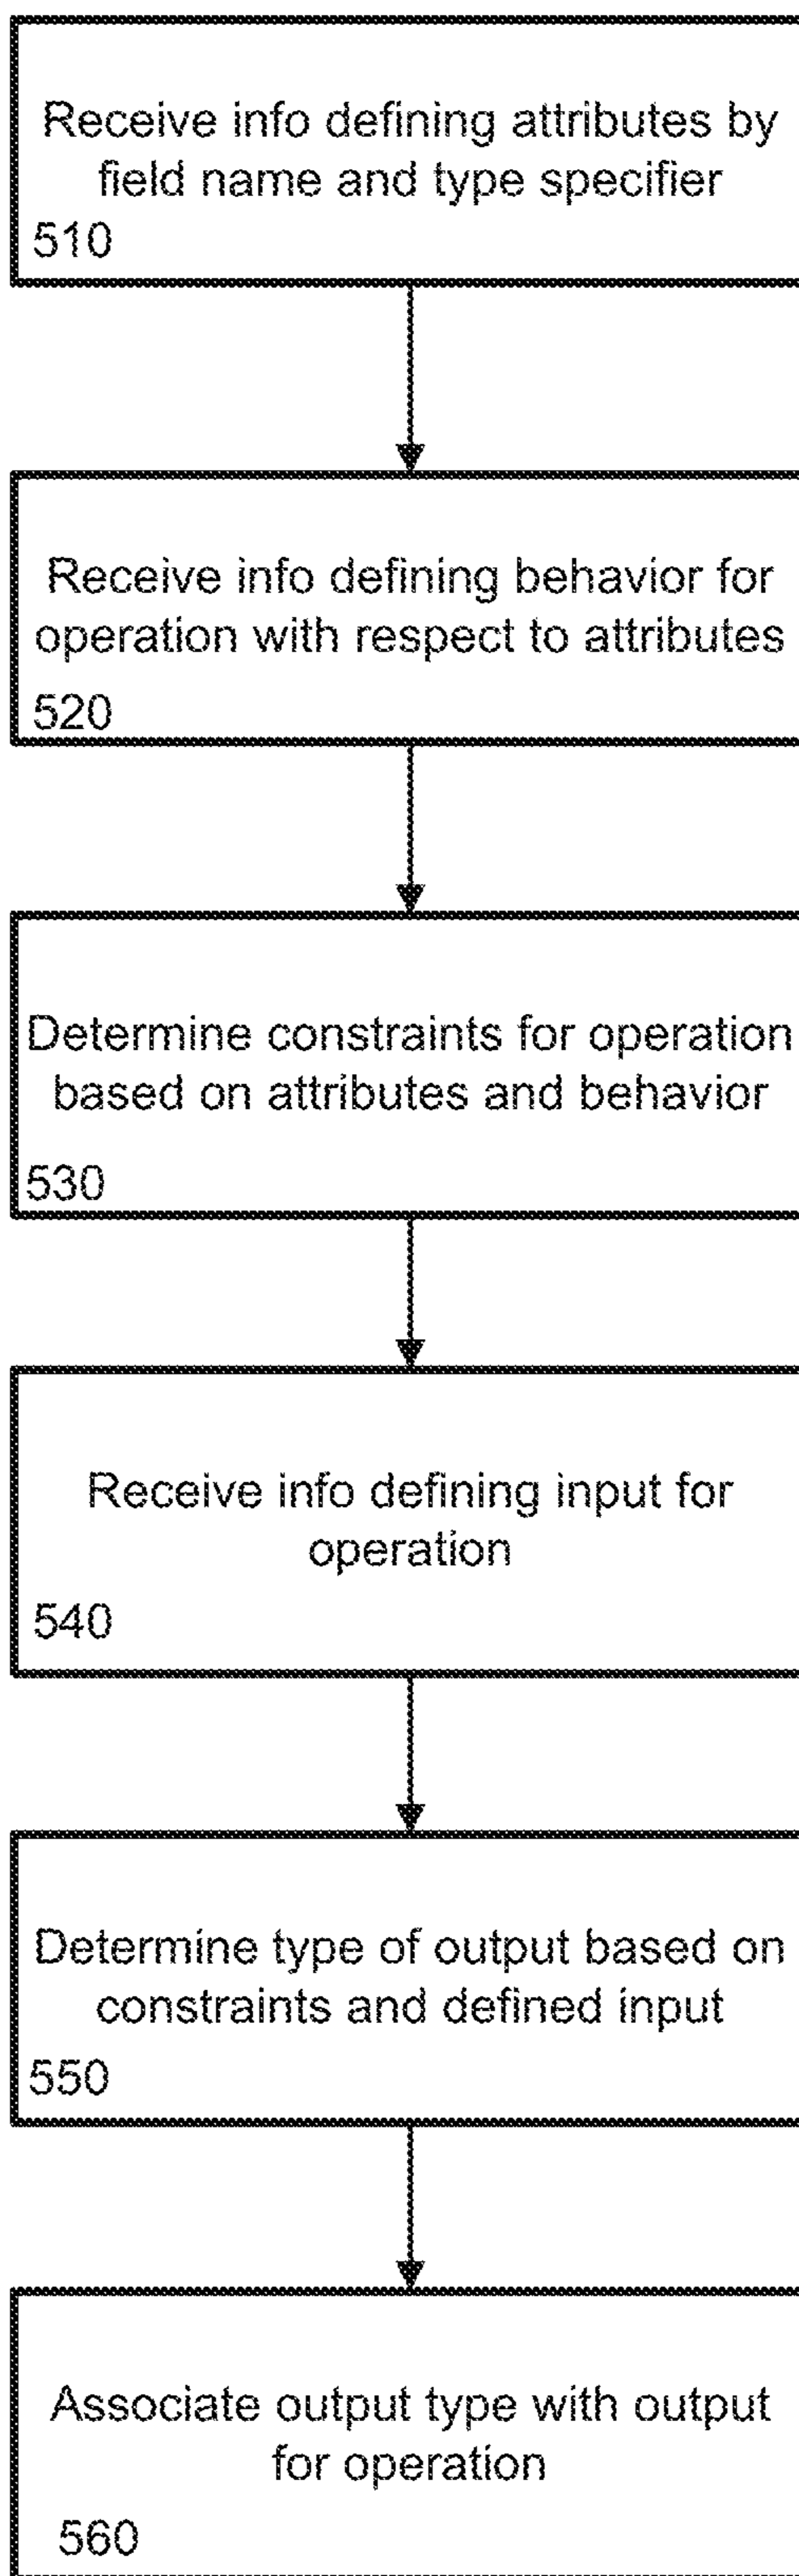 Receive info defining attributes by
field name and type specifier
510
Receive info defining behavior for
operation with respect to attributes
520
Determine constraints for operation
based on attributes and behavior
530
Receive info defining input for
operation
540
Determine type of output based on
constraints and defined input
550
Associate output type with output
for operation
560